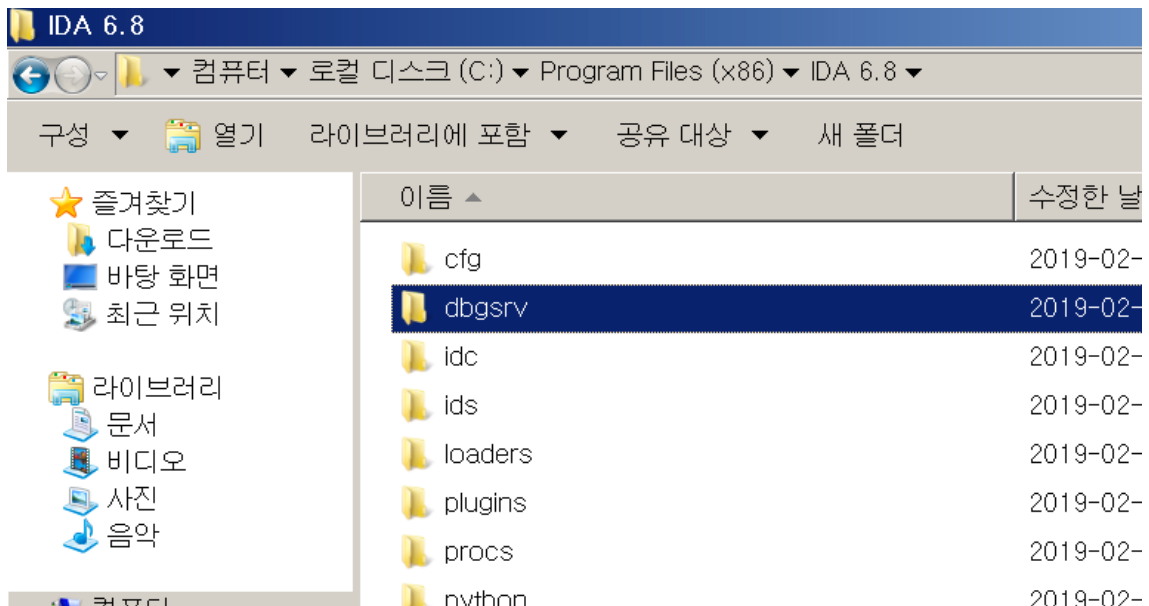 IDA 6.8
컴퓨터 로컬 디스크 (C:) Program Files (x86) IDA 6.8
구성 열기 라이브러리에 포함 공유 대상 새 폴더
즐겨찾기
다운로드
바탕 화면
최근 위치
라이브러리
문서
비디오
사진
음악
컴퓨터
이름 수정한 날
cfg 2019-02-
dbgsrv 2019-02-
idc 2019-02-
ids 2019-02-
loaders 2019-02-
plugins 2019-02-
procs 2019-02-
python 2019-02-